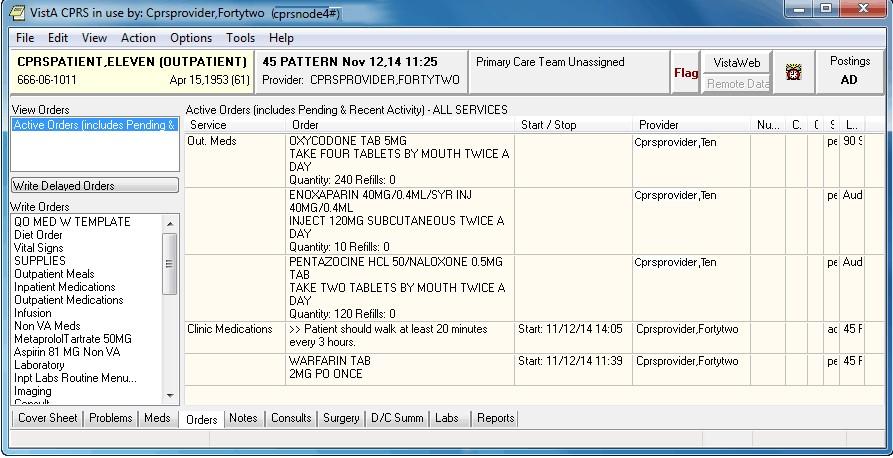 VistA CPRS in use by: Cprsprovider,Fortytwo (cprsnode4#)
File Edit View Action Options Tools Help
CPRSPATIENT,ELEVEN (OUTPATIENT) 45 PATTERN Nov 12,14 11:25 Primary Care Team Unassigned Flag VistaWeb Postings
666-06-1011 Apr 15,1953 (61) Provider: CPRSPROVIDER,FORTYTWO Remote Data AD
View Orders
Active Orders (includes Pending &
Write Delayed Orders
Write Orders
QO MED W TEMPLATE
Diet Order
Vital Signs
SUPPLIES
Outpatient Meals
Inpatient Medications
Outpatient Medications
Infusion
Non VA Meds
MetaprololTartrate 50MG
Aspirin 81 MG Non VA
Laboratory
Inpt Labs Routine Menu...
Imaging
Consult
Active Orders (includes Pending & Recent Activity) - ALL SERVICES
Service Order Start / Stop Provider Nu... C. C S L..
Out. Meds OXYCODONE TAB 5MG Cprsprovider,Ten pe 90 S
TAKE FOUR TABLETS BY MOUTH TWICE A
DAY
Quantity: 240 Refills: 0
ENOXAPARIN 40MG/0.4ML/SYR INJ Cprsprovider,Ten pe Aud
40MG/0.4ML
INJECT 120MG SUBCUTANEOUS TWICE A
DAY
Quantity: 10 Refills: 0
PENTAZOCINE HCL 50/NALOXONE 0.5MG Cprsprovider,Ten pe Aud
TAB
TAKE TWO TABLETS BY MOUTH TWICE A
DAY
Quantity: 120 Refills: 0
Clinic Medications >> Patient should walk at least 20 minutes Start: 11/12/14 14:05 Cprsprovider,Fortytwo ac 45 F
every 3 hours.
WARFARIN TAB Start: 11/12/14 11:39 Cprsprovider,Fortytwo pe 45 F
2MG PO ONCE
Cover Sheet Problems Meds Orders Notes Consults Surgery D/C Summ Labs Reports